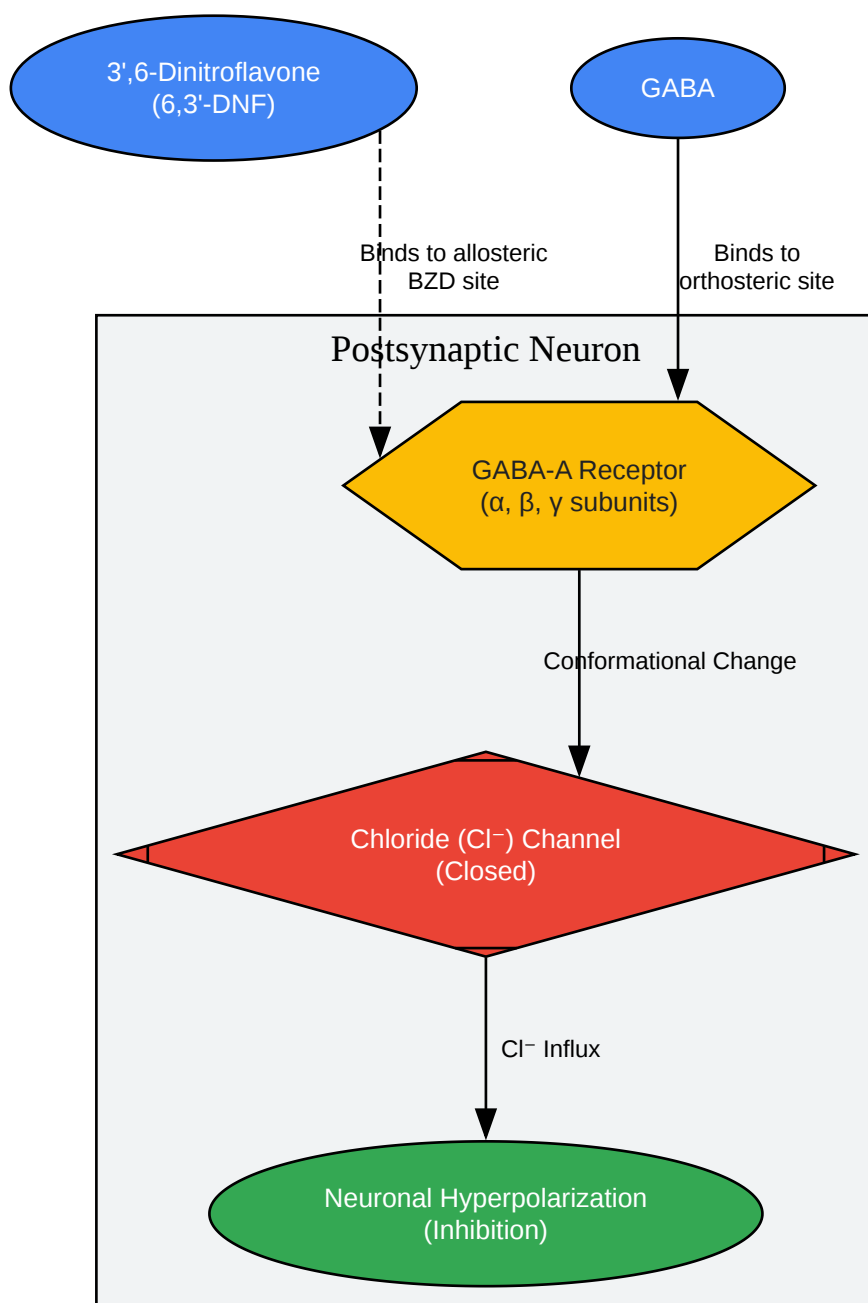 3',6-Dinitroflavone
(6,3'-DNF)
GABA
Binds to allosteric
BZD site
Binds to
orthosteric site
Postsynaptic Neuron
GABA-A Receptor
(α, β, γ subunits)
Conformational Change
Chloride (Cl⁻) Channel
(Closed)
Cl⁻ Influx
Neuronal Hyperpolarization
(Inhibition)